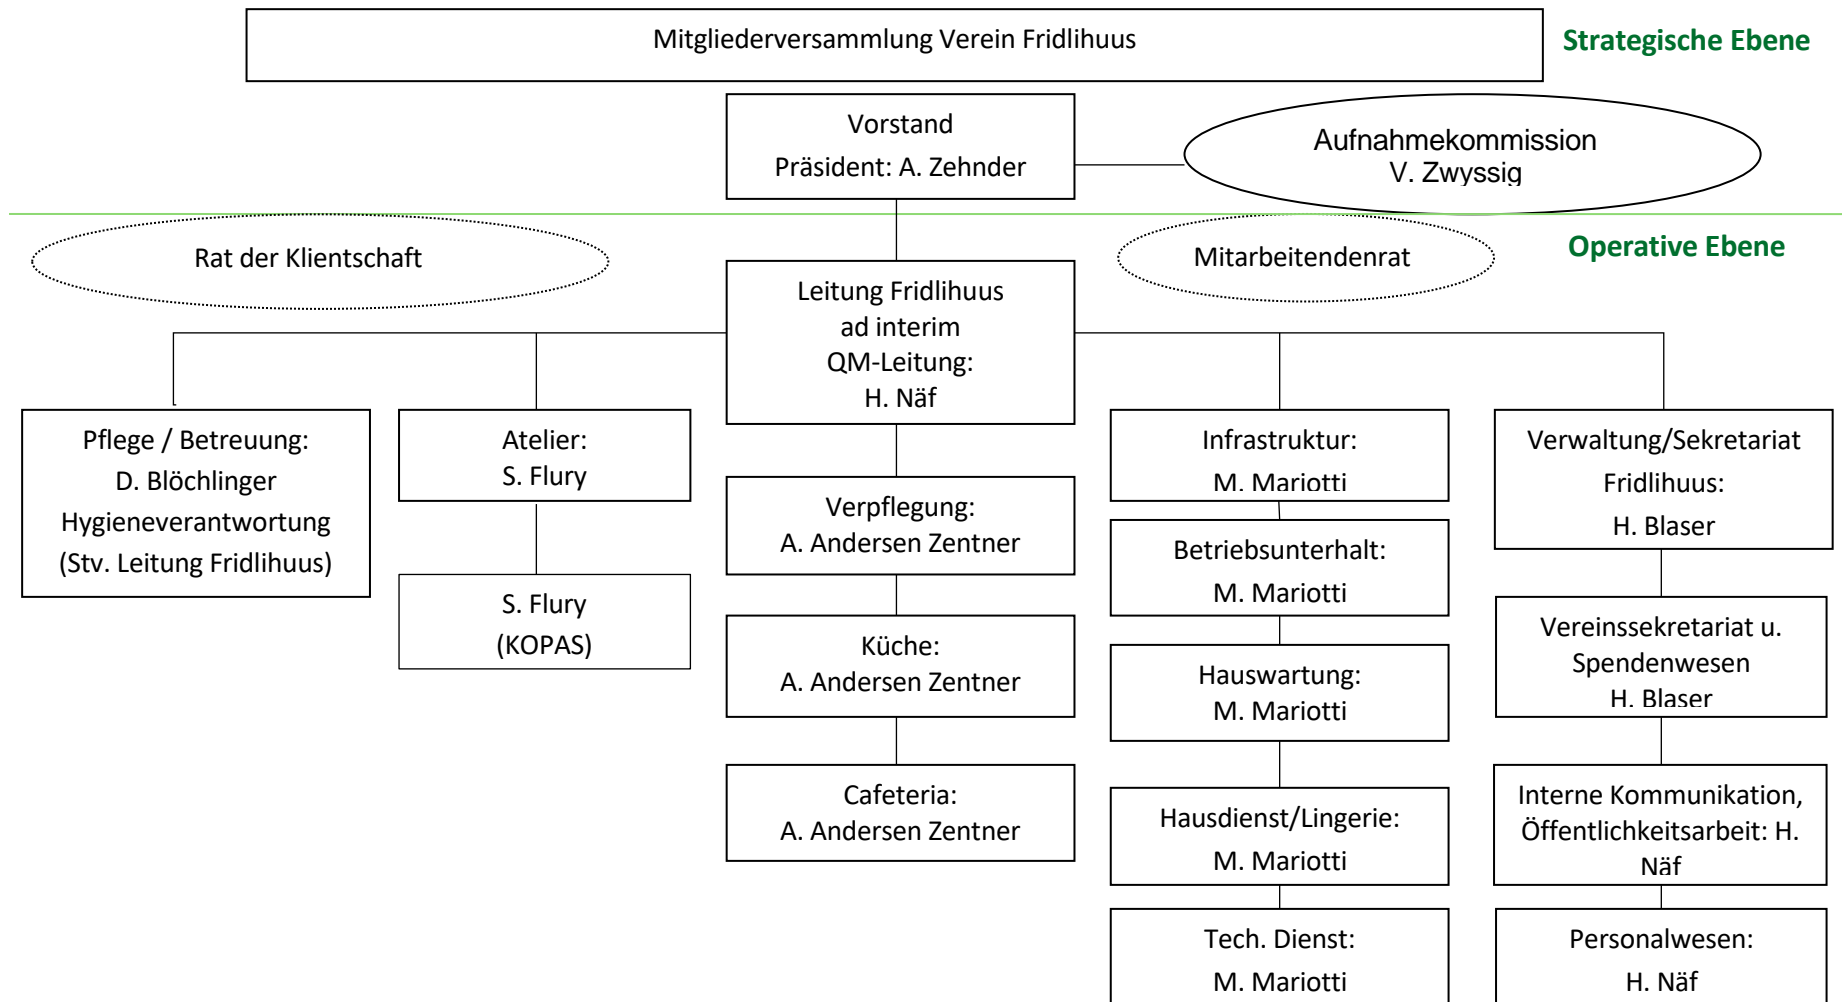 Mitgliederversammlung Verein Fridlihuus
Strategische Ebene
Vorstand
Präsident: A. Zehnder
Aufnahmekommission
V. Zwyssig
Rat der Klientschaft
Mitarbeitendenrat
Operative Ebene
Leitung Fridlihuus
ad interim
QM-Leitung:
H. Näf
Pflege / Betreuung:
D. Blöchlinger
Hygieneverantwortung
(Stv. Leitung Fridlihuus)
Atelier:
S. Flury
S. Flury
(KOPAS)
Verpflegung:
A. Andersen Zentner
Küche:
A. Andersen Zentner
Cafeteria:
A. Andersen Zentner
Infrastruktur:
M. Mariotti
Betriebsunterhalt:
M. Mariotti
Hauswartung:
M. Mariotti
Hausdienst/Lingerie:
M. Mariotti
Tech. Dienst:
M. Mariotti
Verwaltung/Sekretariat
Fridlihuus:
H. Blaser
Vereinssekretariat u.
Spendenwesen
H. Blaser
Interne Kommunikation,
Öffentlichkeitsarbeit: H.
Näf
Personalwesen:
H. Näf